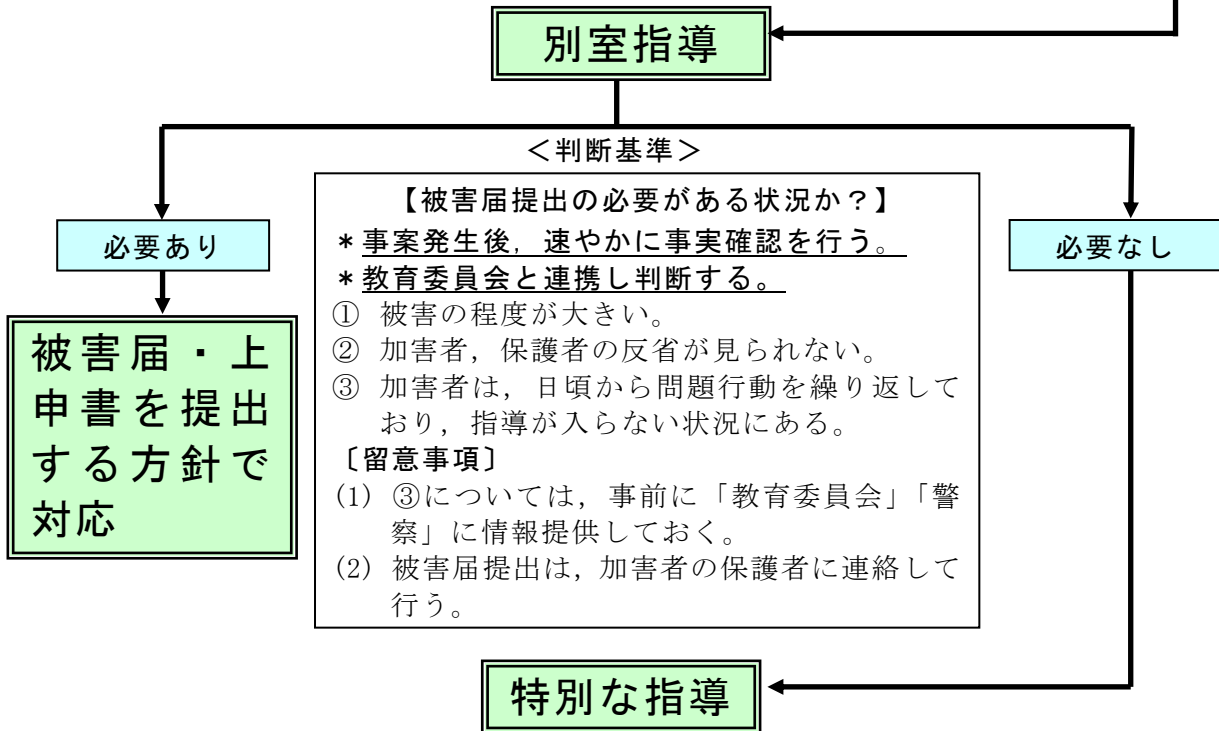 別室指導
＜判断基準＞
【被害届提出の必要がある状況か？】
＊事案発生後，速やかに事実確認を行う。
＊教育委員会と連携し判断する。
① 被害の程度が大きい。
② 加害者，保護者の反省が見られない。
③ 加害者は，日頃から問題行動を繰り返して
おり，指導が入らない状況にある。
〔留意事項〕
(1) ③については，事前に「教育委員会」「警
察」に情報提供しておく。
(2) 被害届提出は，加害者の保護者に連絡して
行う。
必要あり
被害届・上
申書を提出
する方針で
対応
必要なし
特別な指導